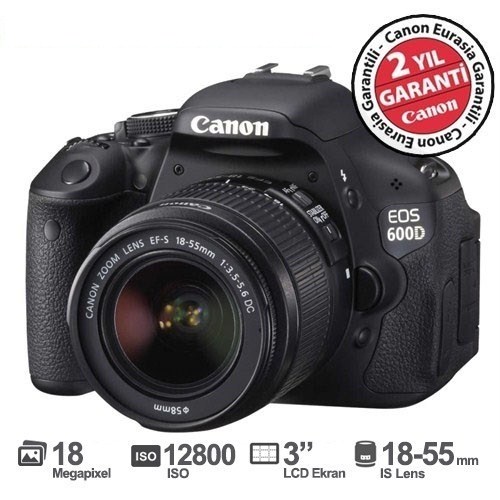 Canon Eurasia Garantili - Canon Eurasia Garantili -
2 YIL
GARANTİ
Canon
Canon
EOS
600D
STABILIZER
CANON ZOOM LENS EF-S 18-55mm 1:3.5-5.6 DC
ø58mm
18
Megapixel
ISO
12800
ISO
3”
LCD Ekran
18-55 mm
IS Lens